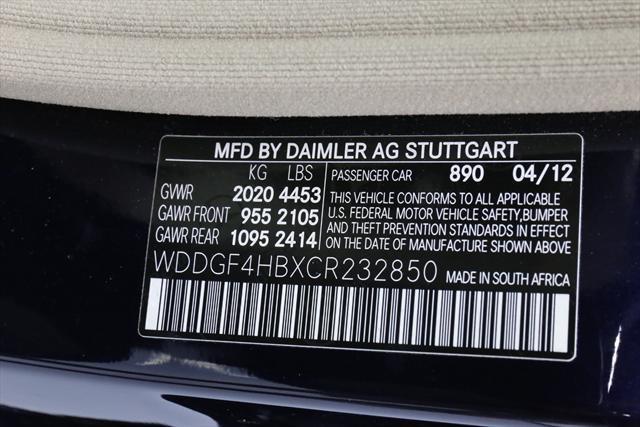 MFD BY DAIMLER AG STUTTGART
KG LBS PASSENGER CAR 890 04/12
GVWR 2020 4453
GAWR FRONT 955 2105
GAWR REAR 1095 2414
THIS VEHICLE CONFORMS TO ALL APPLICABLE
U.S. FEDERAL MOTOR VEHICLE SAFETY,BUMPER
AND THEFT PREVENTION STANDARDS IN EFFECT
ON THE DATE OF MANUFACTURE SHOWN ABOVE
WDDGF4HBXCR232850 MADE IN SOUTH AFRICA